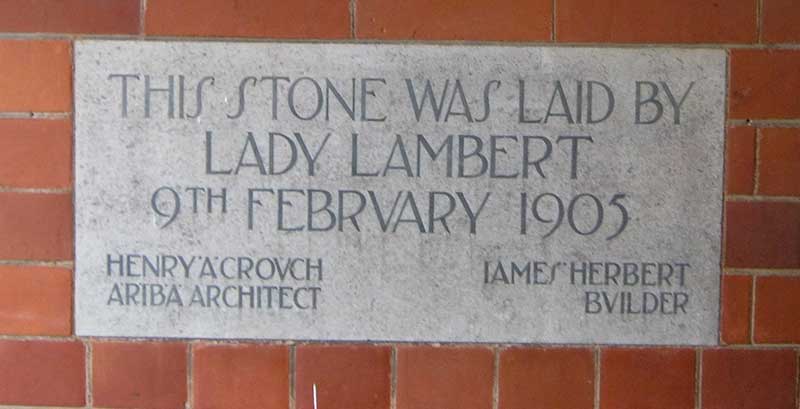 THIS STONE WAS LAID BY
LADY LAMBERT
9TH FEBRVARY 1905
HENRY·A·CROVCH
ARIBA·ARCHITECT
IAMES·HERBERT
BVILDER